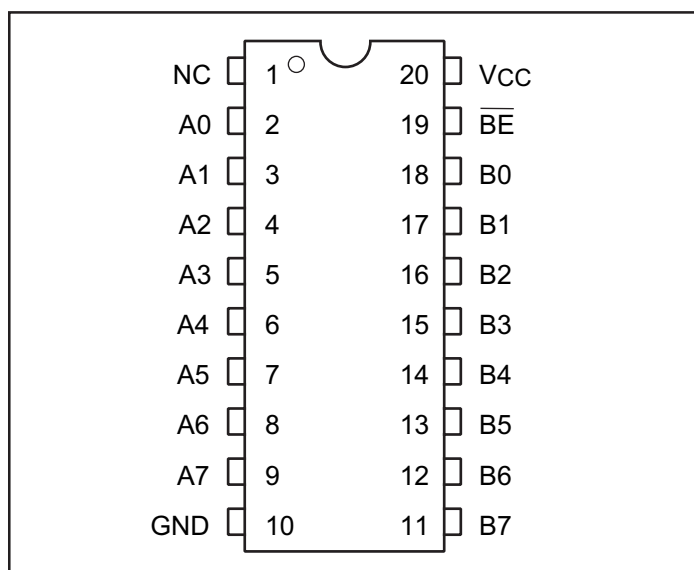 NC 1 20 VCC
A0 2 19 B̅E̅
A1 3 18 B0
A2 4 17 B1
A3 5 16 B2
A4 6 15 B3
A5 7 14 B4
A6 8 13 B5
A7 9 12 B6
GND 10 11 B7